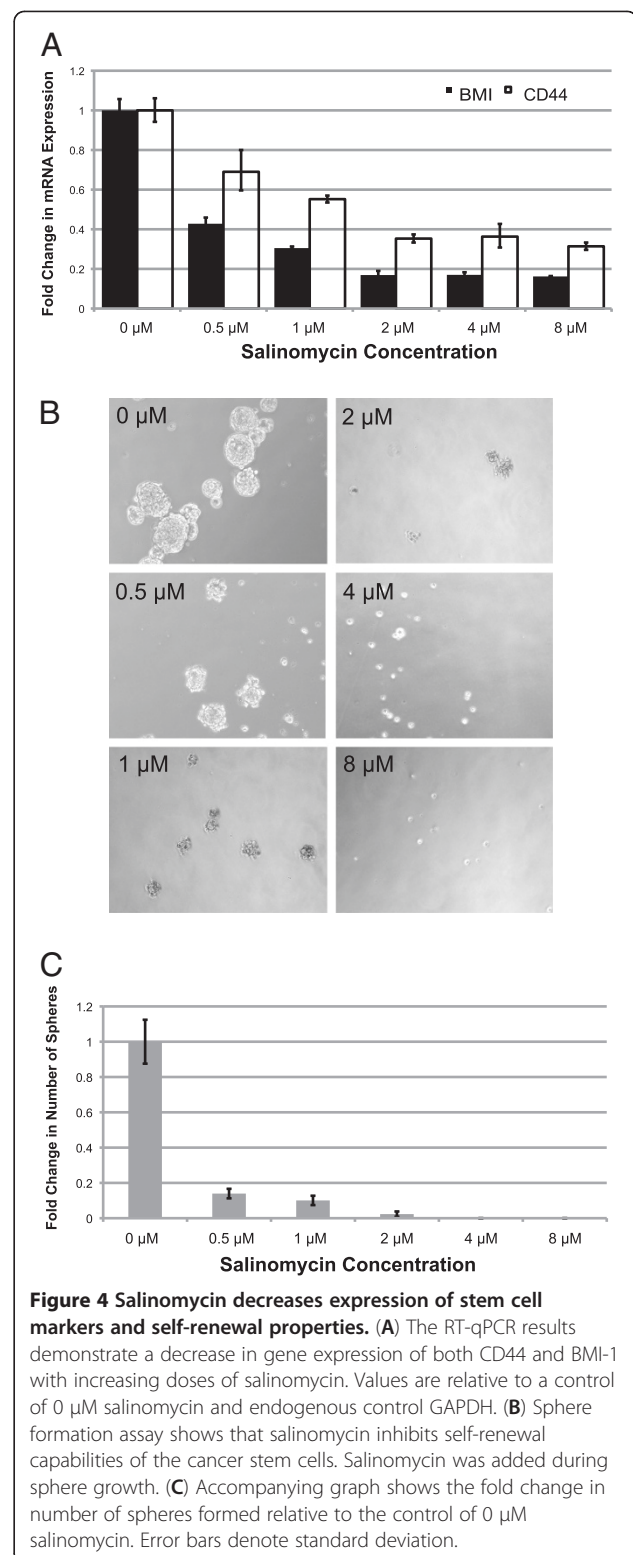 A
Fold Change in mRNA Expression
1.2
1
0.8
0.6
0.4
0.2
0
BMI CD44
0 µM 0.5 µM 1 µM 2 µM 4 µM 8 µM
Salinomycin Concentration
B
0 µM
2 µM
0.5 µM
4 µM
1 µM
8 µM
C
Fold Change in Number of Spheres
1.2
1
0.8
0.6
0.4
0.2
0
0 µM 0.5 µM 1 µM 2 µM 4 µM 8 µM
Salinomycin Concentration
Figure 4 Salinomycin decreases expression of stem cell
markers and self-renewal properties. (A) The RT-qPCR results
demonstrate a decrease in gene expression of both CD44 and BMI-1
with increasing doses of salinomycin. Values are relative to a control
of 0 µM salinomycin and endogenous control GAPDH. (B) Sphere
formation assay shows that salinomycin inhibits self-renewal
capabilities of the cancer stem cells. Salinomycin was added during
sphere growth. (C) Accompanying graph shows the fold change in
number of spheres formed relative to the control of 0 µM
salinomycin. Error bars denote standard deviation.